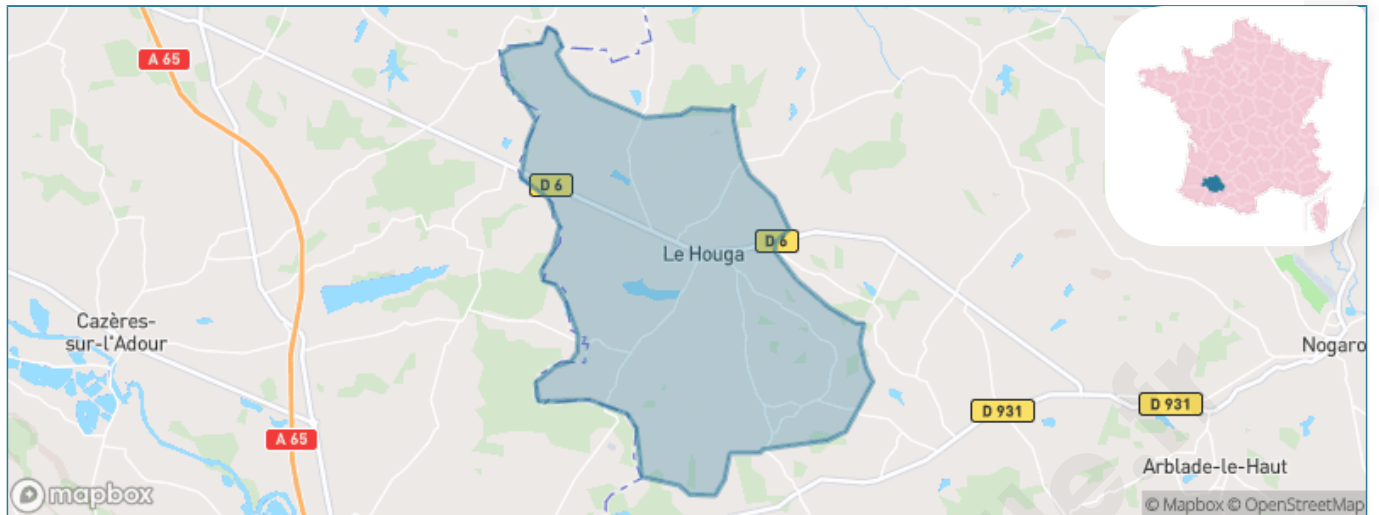 A 65
D 6
D 6
Le Houga
Cazères-
sur-l'Adour
Nogaro
D 931
D 931
A 65
Arblade-le-Haut
mapbox
© Mapbox © OpenStreetMap